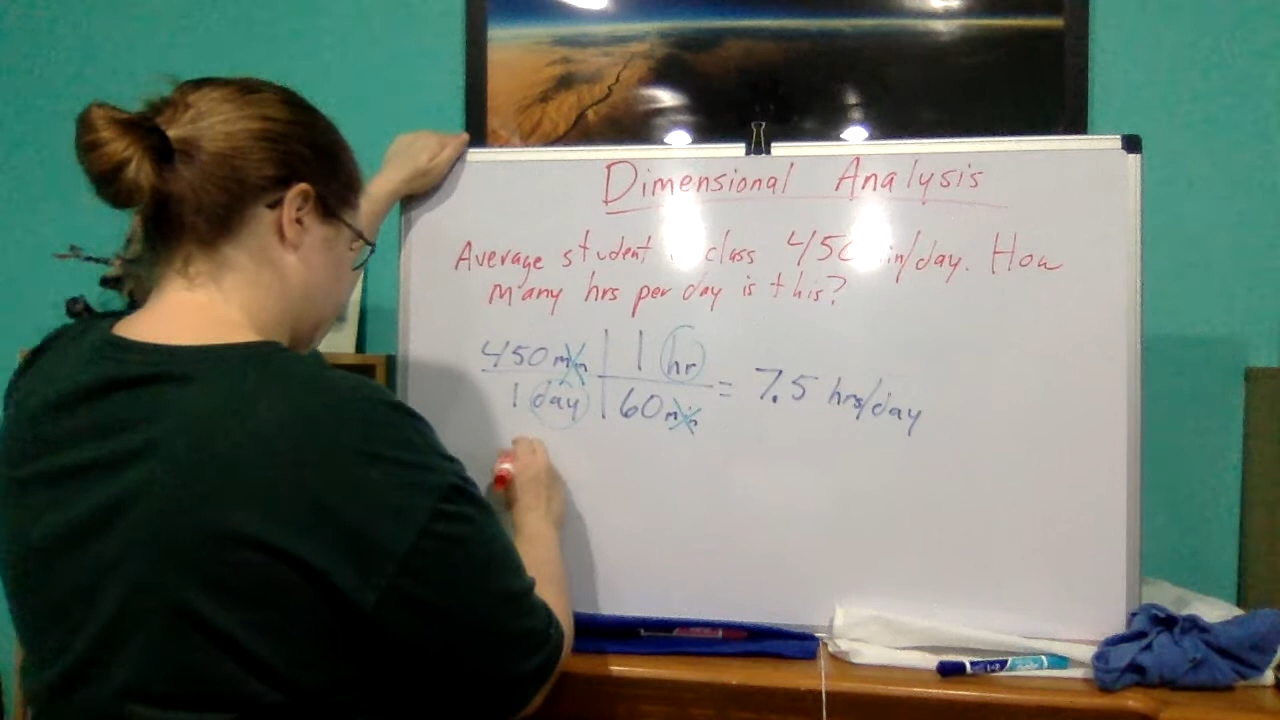 Dimensional Analysis
Average student class 450 in/day. How
many hrs per day is this?
450 min | 1 hr
1 day | 60 min = 7.5 hrs/day